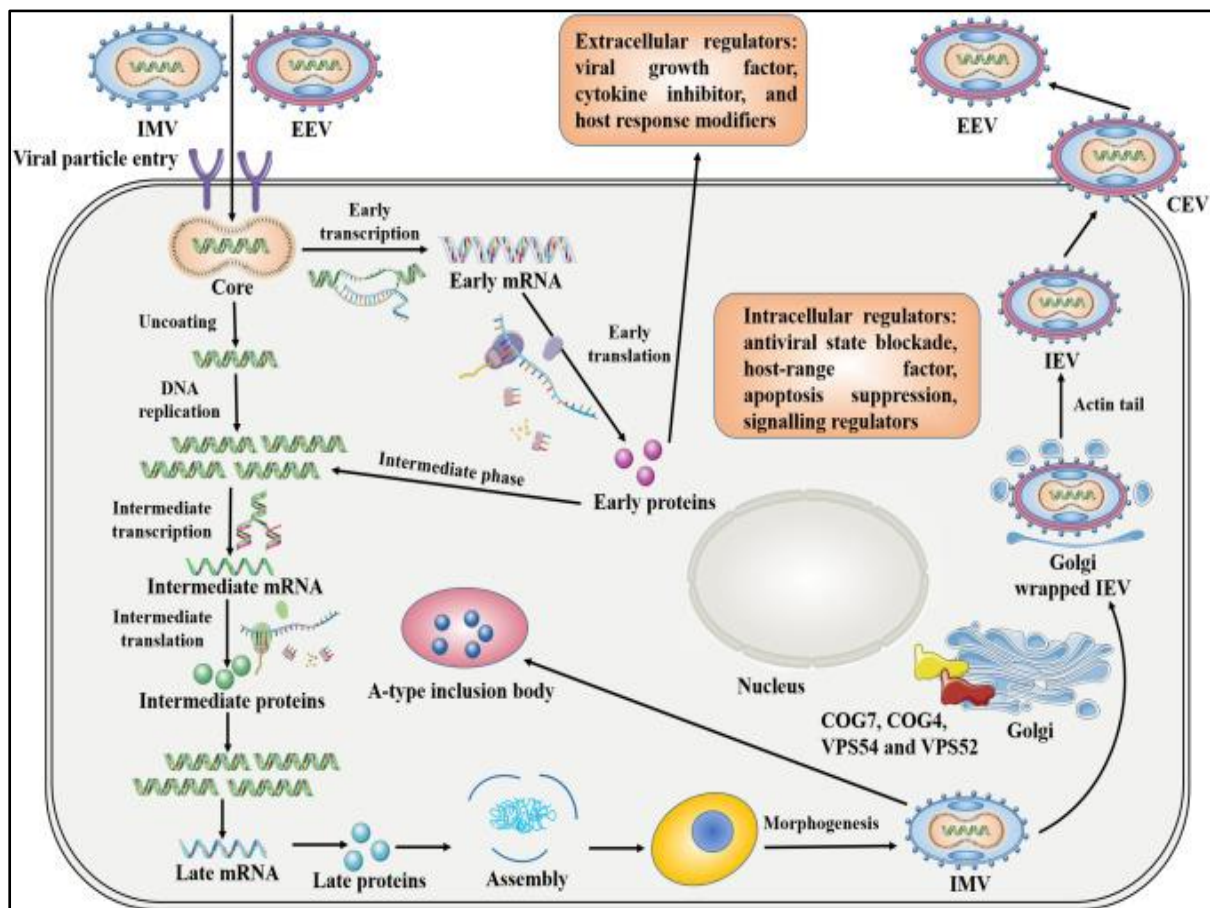 IMV
EEV
Viral particle entry
Extracellular regulators:
viral growth factor,
cytokine inhibitor, and
host response modifiers
EEV
CEV
Early
transcription
Core
Early mRNA
Uncoating
Early
translation
DNA
replication
Intracellular regulators:
antiviral state blockade,
host-range factor,
apoptosis suppression,
signalling regulators
IEV
Actin tail
Intermediate phase
Early proteins
Intermediate
transcription
Intermediate mRNA
Golgi
wrapped IEV
Intermediate
translation
Intermediate proteins
A-type inclusion body
Nucleus
COG7, COG4,
VPS54 and VPS52
Golgi
Late mRNA
Late proteins
Assembly
Morphogenesis
IMV